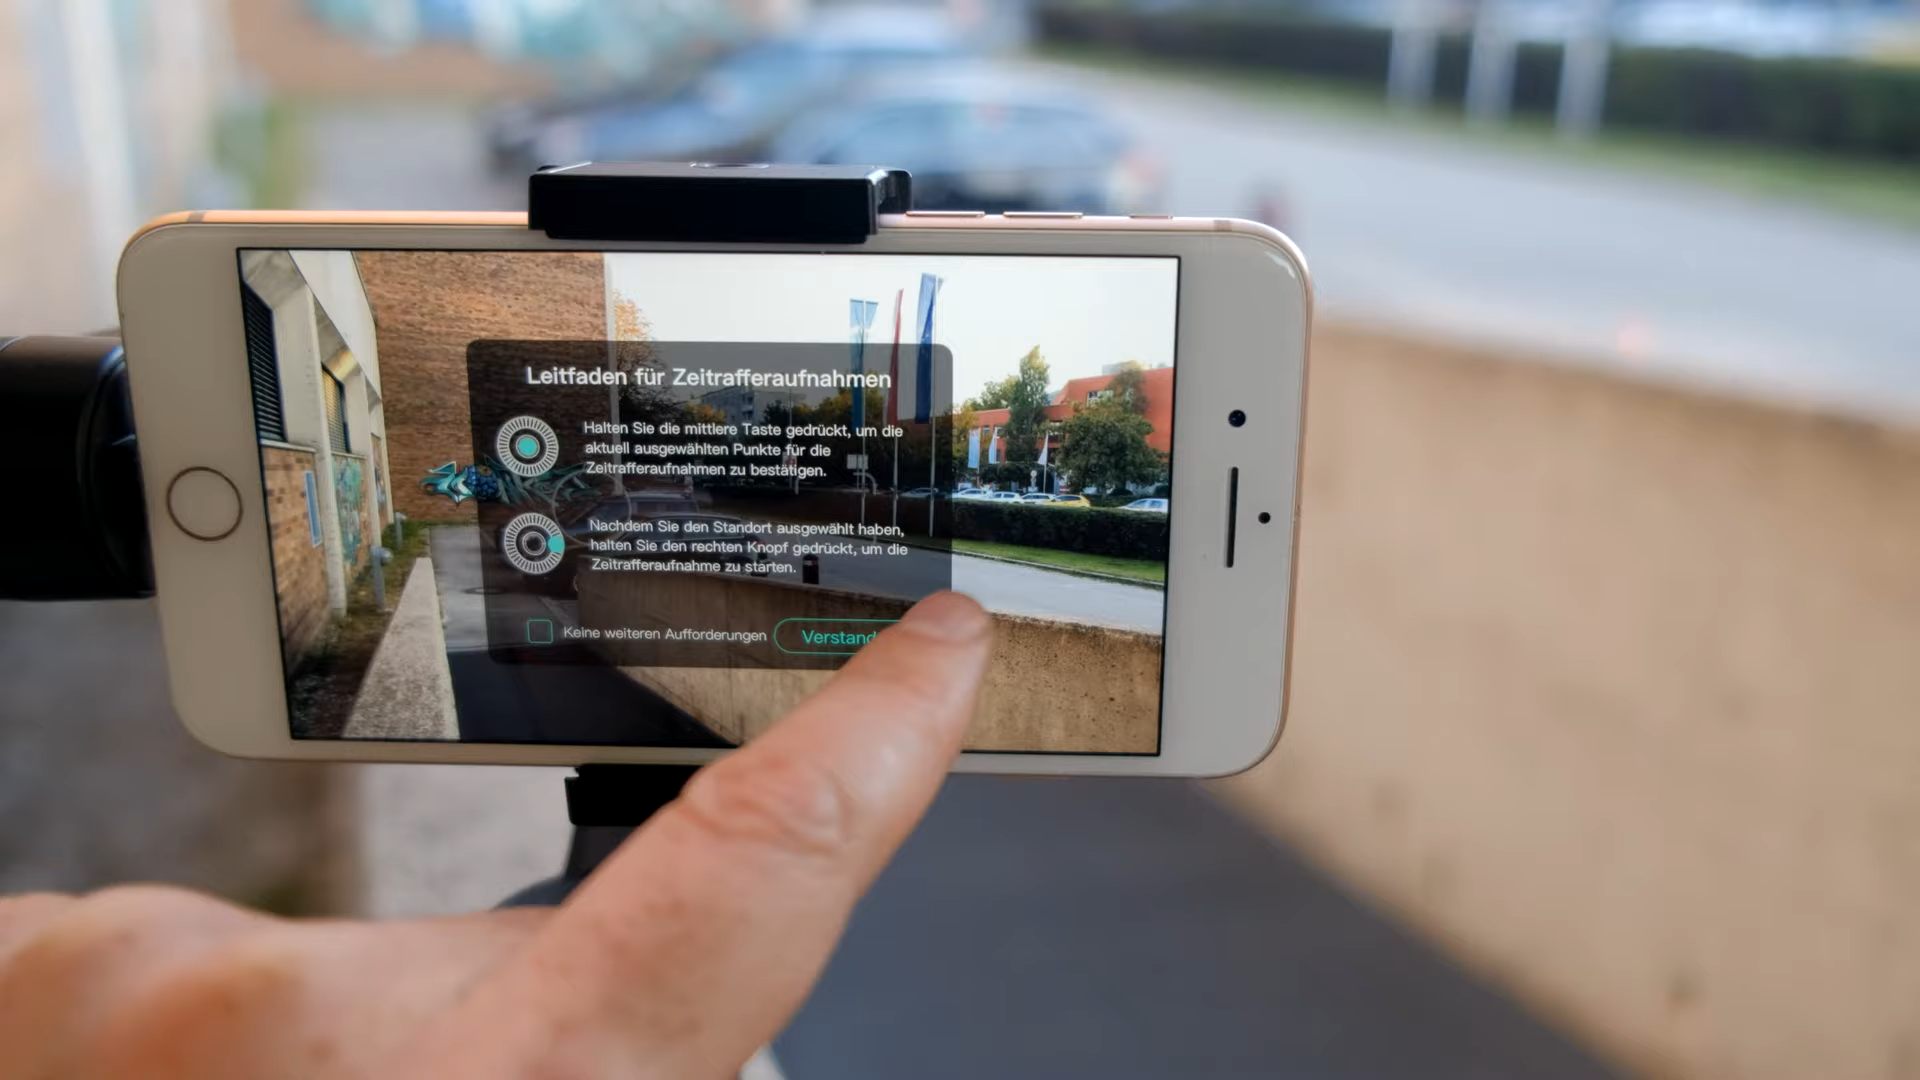 Leitfaden für Zeitrafferaufnahmen
Halten Sie die mittlere Taste gedrückt, um die
aktuell ausgewählten Punkte für die
Zeitrafferaufnahmen zu bestätigen.
Nachdem Sie den Standort ausgewählt haben,
halten Sie den rechten Knopf gedrückt, um die
Zeitrafferaufnahme zu starten.
Keine weiteren Aufforderungen
Verstand